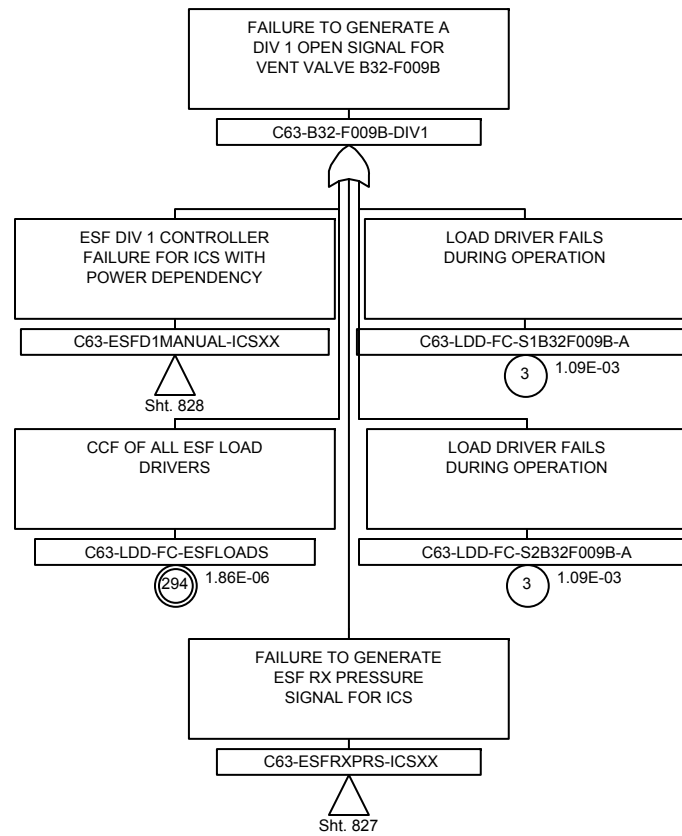 FAILURE TO GENERATE A
DIV 1 OPEN SIGNAL FOR
VENT VALVE B32-F009B
C63-B32-F009B-DIV1
ESF DIV 1 CONTROLLER
FAILURE FOR ICS WITH
POWER DEPENDENCY
C63-ESFD1MANUAL-ICSXX
Sht. 828
LOAD DRIVER FAILS
DURING OPERATION
C63-LDD-FC-S1B32F009B-A
3
1.09E-03
CCF OF ALL ESF LOAD
DRIVERS
C63-LDD-FC-ESFLOADS
294
1.86E-06
LOAD DRIVER FAILS
DURING OPERATION
C63-LDD-FC-S2B32F009B-A
3
1.09E-03
FAILURE TO GENERATE
ESF RX PRESSURE
SIGNAL FOR ICS
C63-ESFRXPRS-ICSXX
Sht. 827